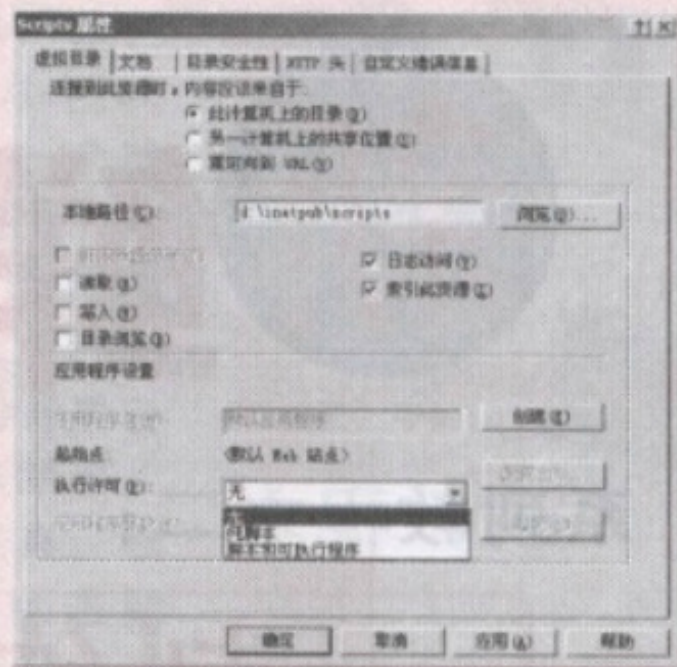 Scripts 属性
虚拟目录 文档 目录安全性 HTTP 头 自定义错误信息
连接到此资源时，内容应该来自于:
此计算机上的目录(D)
另一计算机上的共享位置(S)
重定向到 URL(U)
本地路径(C): d:\inetpub\scripts 浏览(O)...
日志访问(V)
读取(R) 索引此资源(I)
写入(W)
目录浏览(B)
应用程序设置
默认应用程序 创建(E)
起始点: <默认 Web 站点>
执行许可(P): 无
无
纯脚本
脚本和可执行程序
确定 取消 应用(A) 帮助